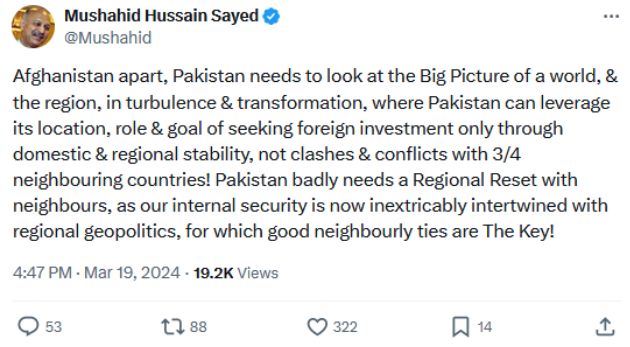 Mushahid Hussain Sayed
@Mushahid
Afghanistan apart, Pakistan needs to look at the Big Picture of a world, &
the region, in turbulence & transformation, where Pakistan can leverage
its location, role & goal of seeking foreign investment only through
domestic & regional stability, not clashes & conflicts with 3/4
neighbouring countries! Pakistan badly needs a Regional Reset with
neighbours, as our internal security is now inextricably intertwined with
regional geopolitics, for which good neighbourly ties are The Key!
4:47 PM · Mar 19, 2024 · 19.2K Views
53 88 322 14